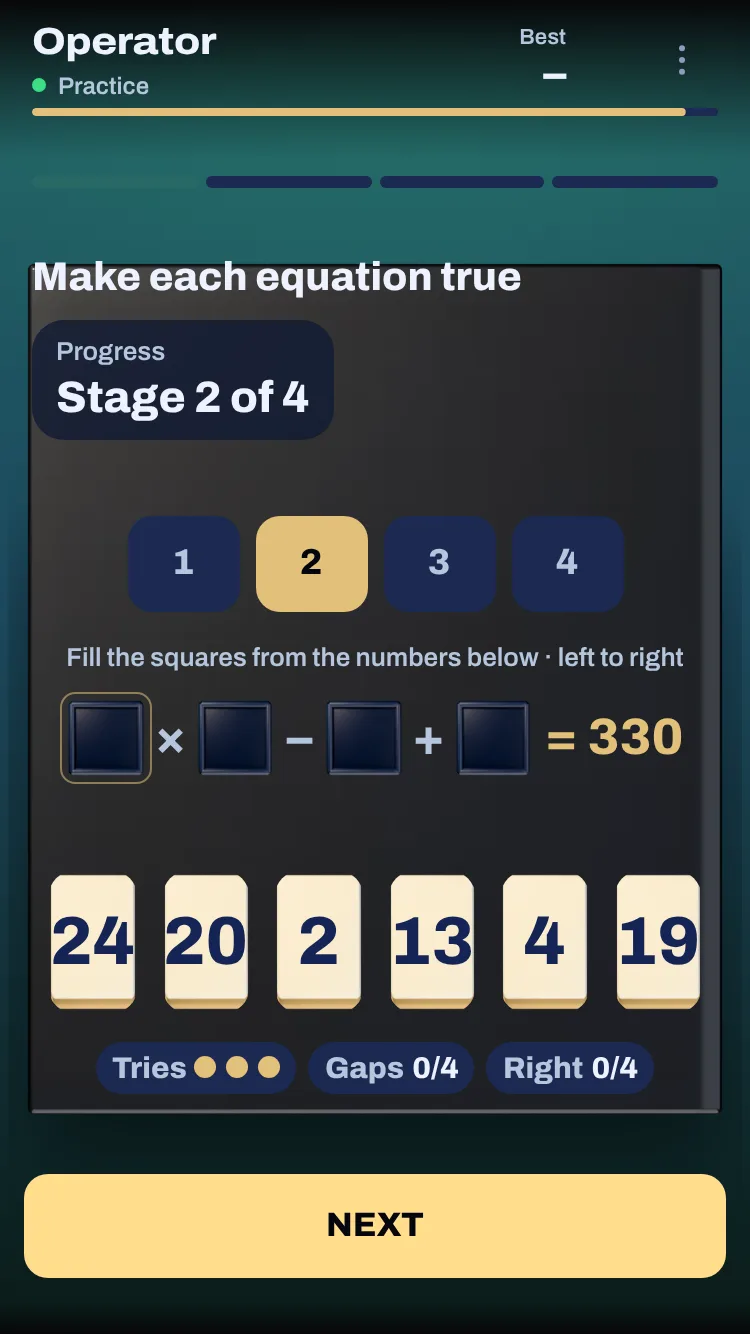 Operator
Best
Practice
–
Make each equation true
Progress
Stage 2 of 4
1 2 3 4
Fill the squares from the numbers below · left to right
× – + = 330
24 20 2 13 4 19
Tries Gaps 0/4 Right 0/4
NEXT